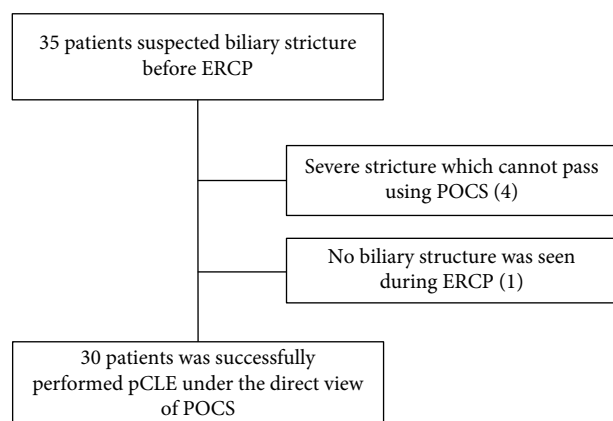 35 patients suspected biliary stricture
before ERCP
Severe stricture which cannot pass
using POCS (4)
No biliary structure was seen
during ERCP (1)
30 patients was successfully
performed pCLE under the direct view
of POCS